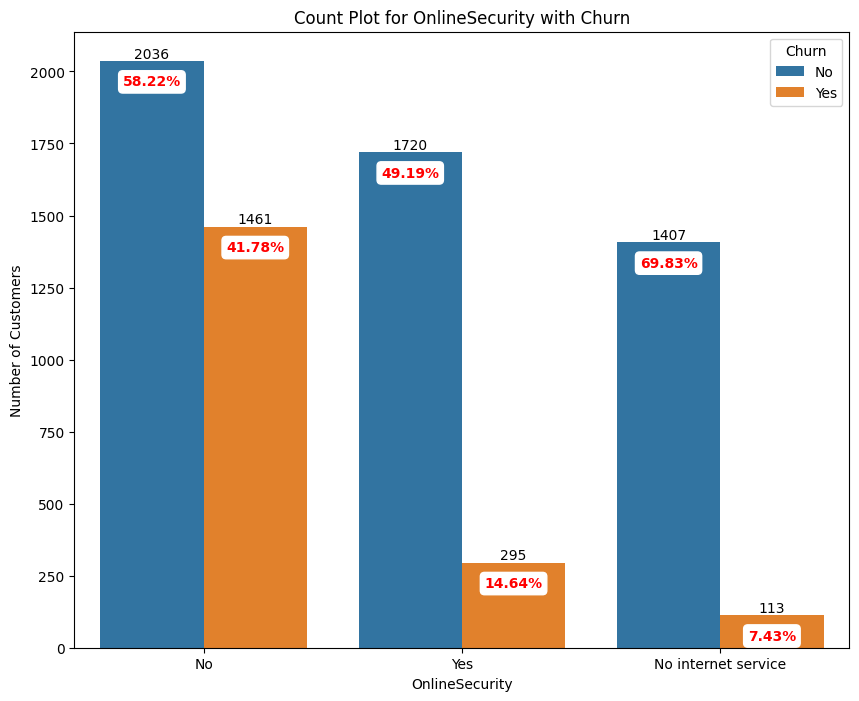 Count Plot for OnlineSecurity with Churn
Churn
No
Yes
2036
58.22%
1461
41.78%
1720
49.19%
295
14.64%
1407
69.83%
113
7.43%
Number of Customers
2000
1750
1500
1250
1000
750
500
250
0
No
Yes
No internet service
OnlineSecurity